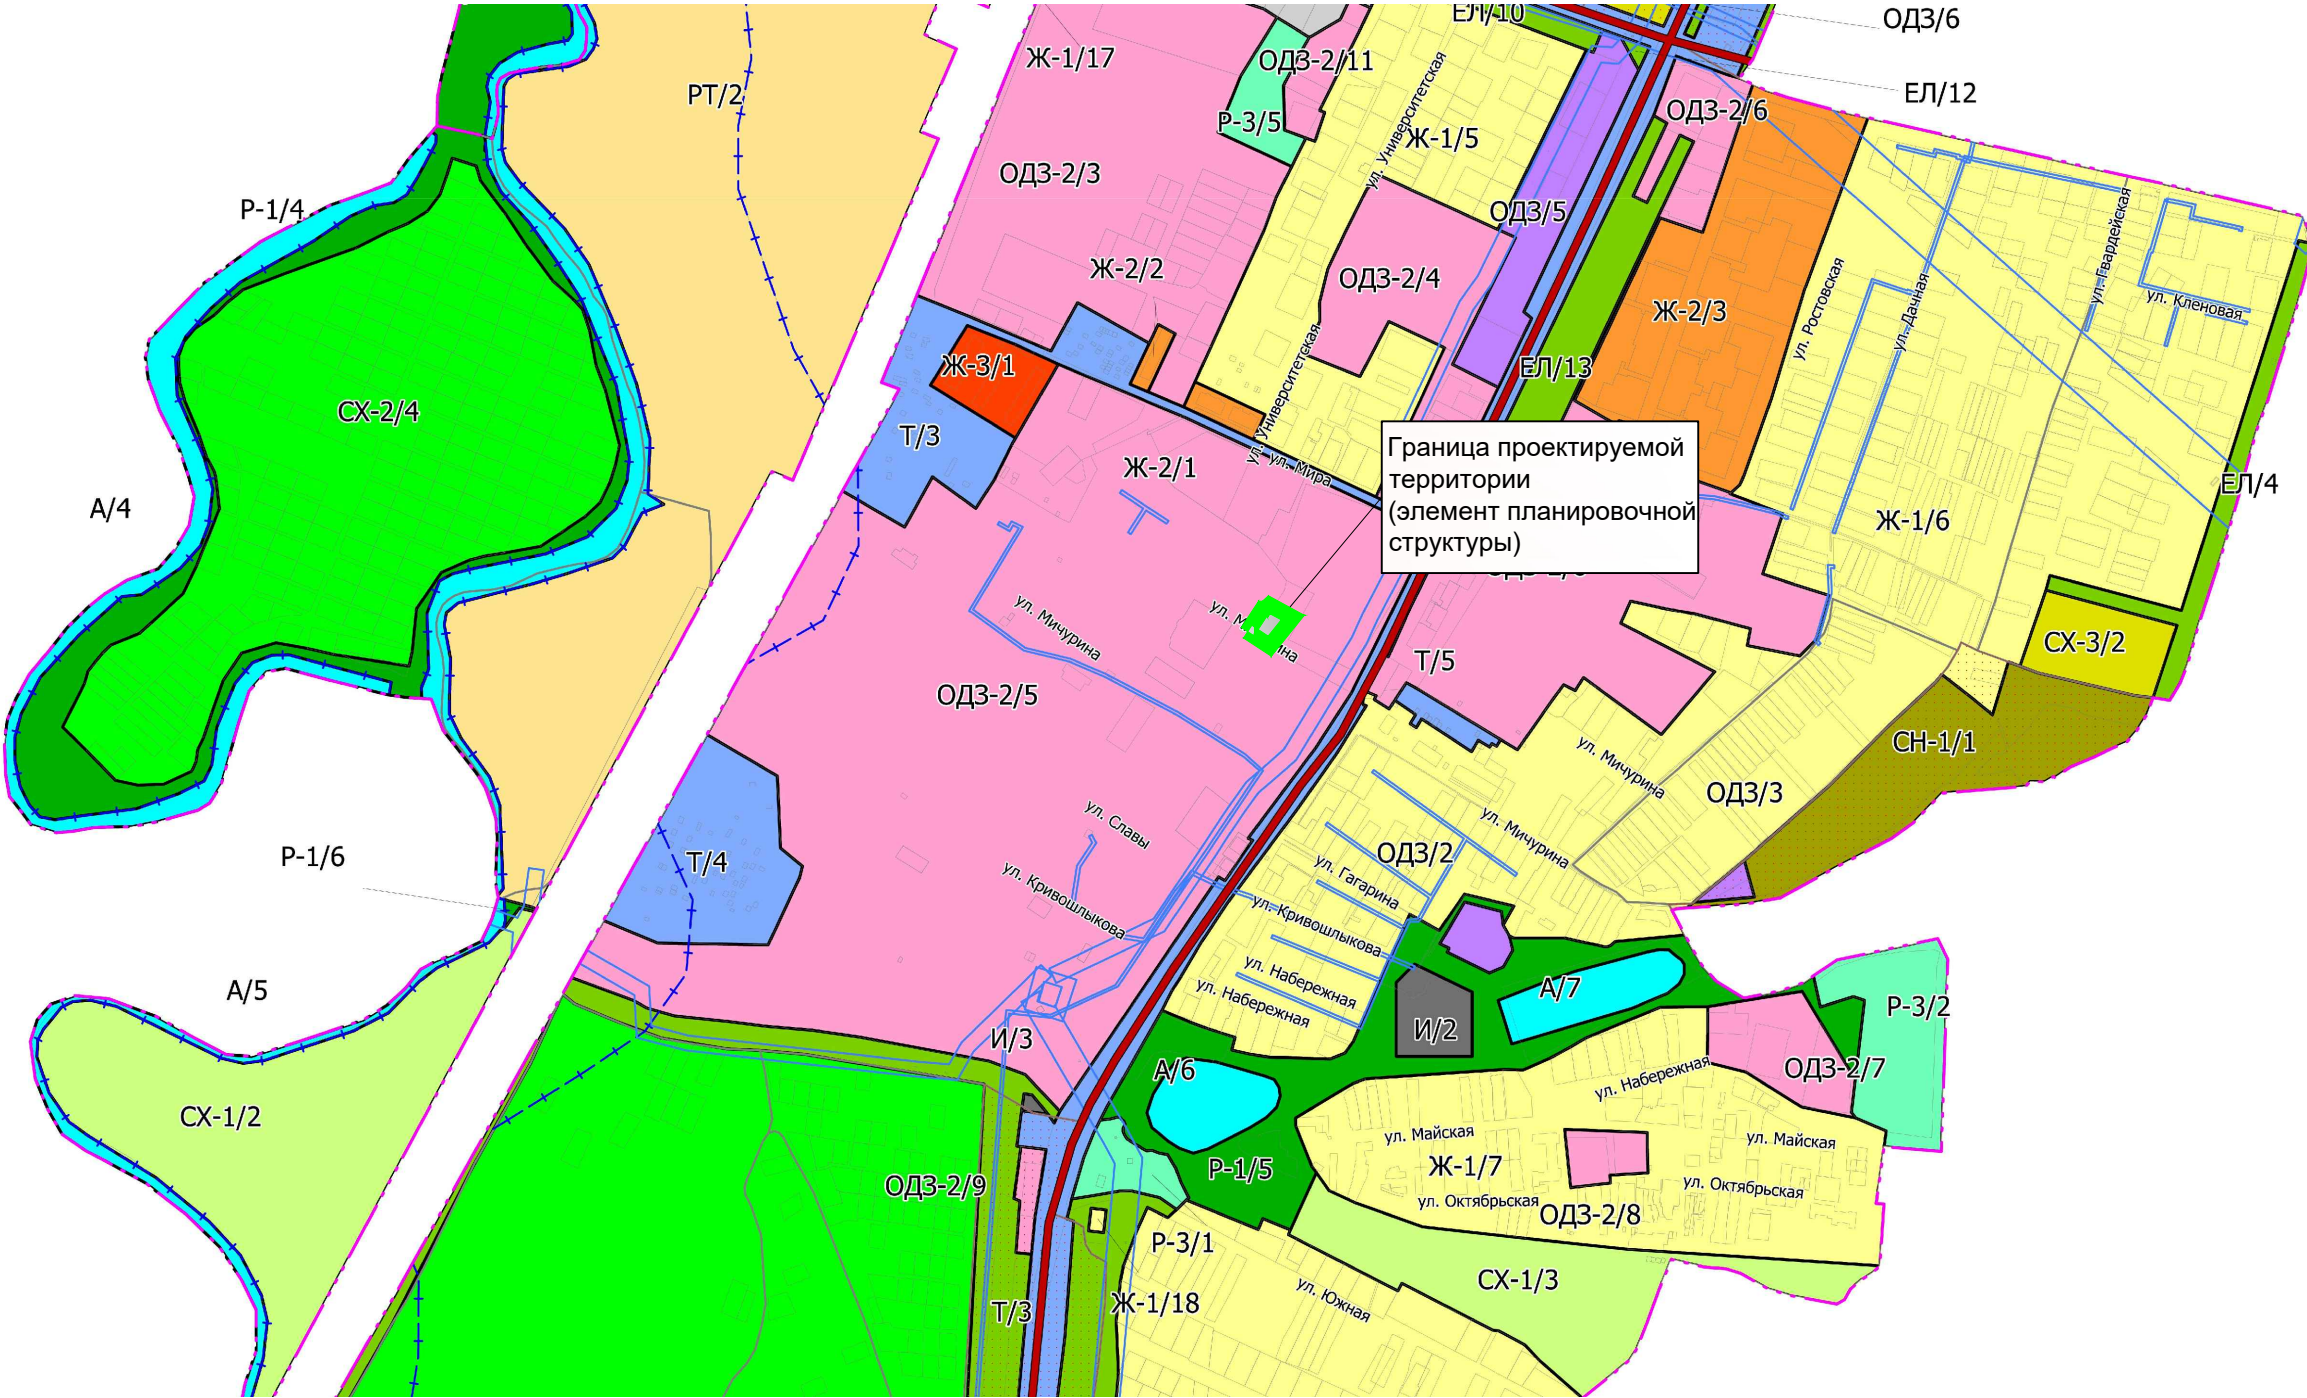 ЕЛ/10
ОДЗ/6
Ж-1/17
ОДЗ-2/11
РТ/2
ЕЛ/12
ОДЗ-2/6
Р-3/5
ул. Университетская
Ж-1/5
ОДЗ-2/3
Р-1/4
ОДЗ/5
ул. Гвардейская
Ж-2/2
ОДЗ-2/4
ул. Ростовская
ул. Дачная
ул. Кленовая
Ж-2/3
Ж-3/1
ЕЛ/13
ул. Университетская
СХ-2/4
Т/3
Ж-2/1
ул. Мира
Граница проектируемой
территории
(элемент планировочной
структуры)
ЕЛ/4
А/4
Ж-1/6
ул. Мичурина
СХ-3/2
Т/5
ОДЗ-2/5
СН-1/1
ул. Мичурина
ОДЗ/3
ул. Славы
ул. Мичурина
Р-1/6
Т/4
ОДЗ/2
ул. Гагарина
ул. Кривошлыкова
ул. Кривошлыкова
А/5
ул. Набережная
А/7
ул. Набережная
Р-3/2
И/3
И/2
А/6
ОДЗ-2/7
ул. Набережная
СХ-1/2
ул. Майская
ул. Майская
Р-1/5
Ж-1/7
ОДЗ-2/9
ул. Октябрьская
ул. Октябрьская
ОДЗ-2/8
Р-3/1
СХ-1/3
Т/3
Ж-1/18
ул. Южная